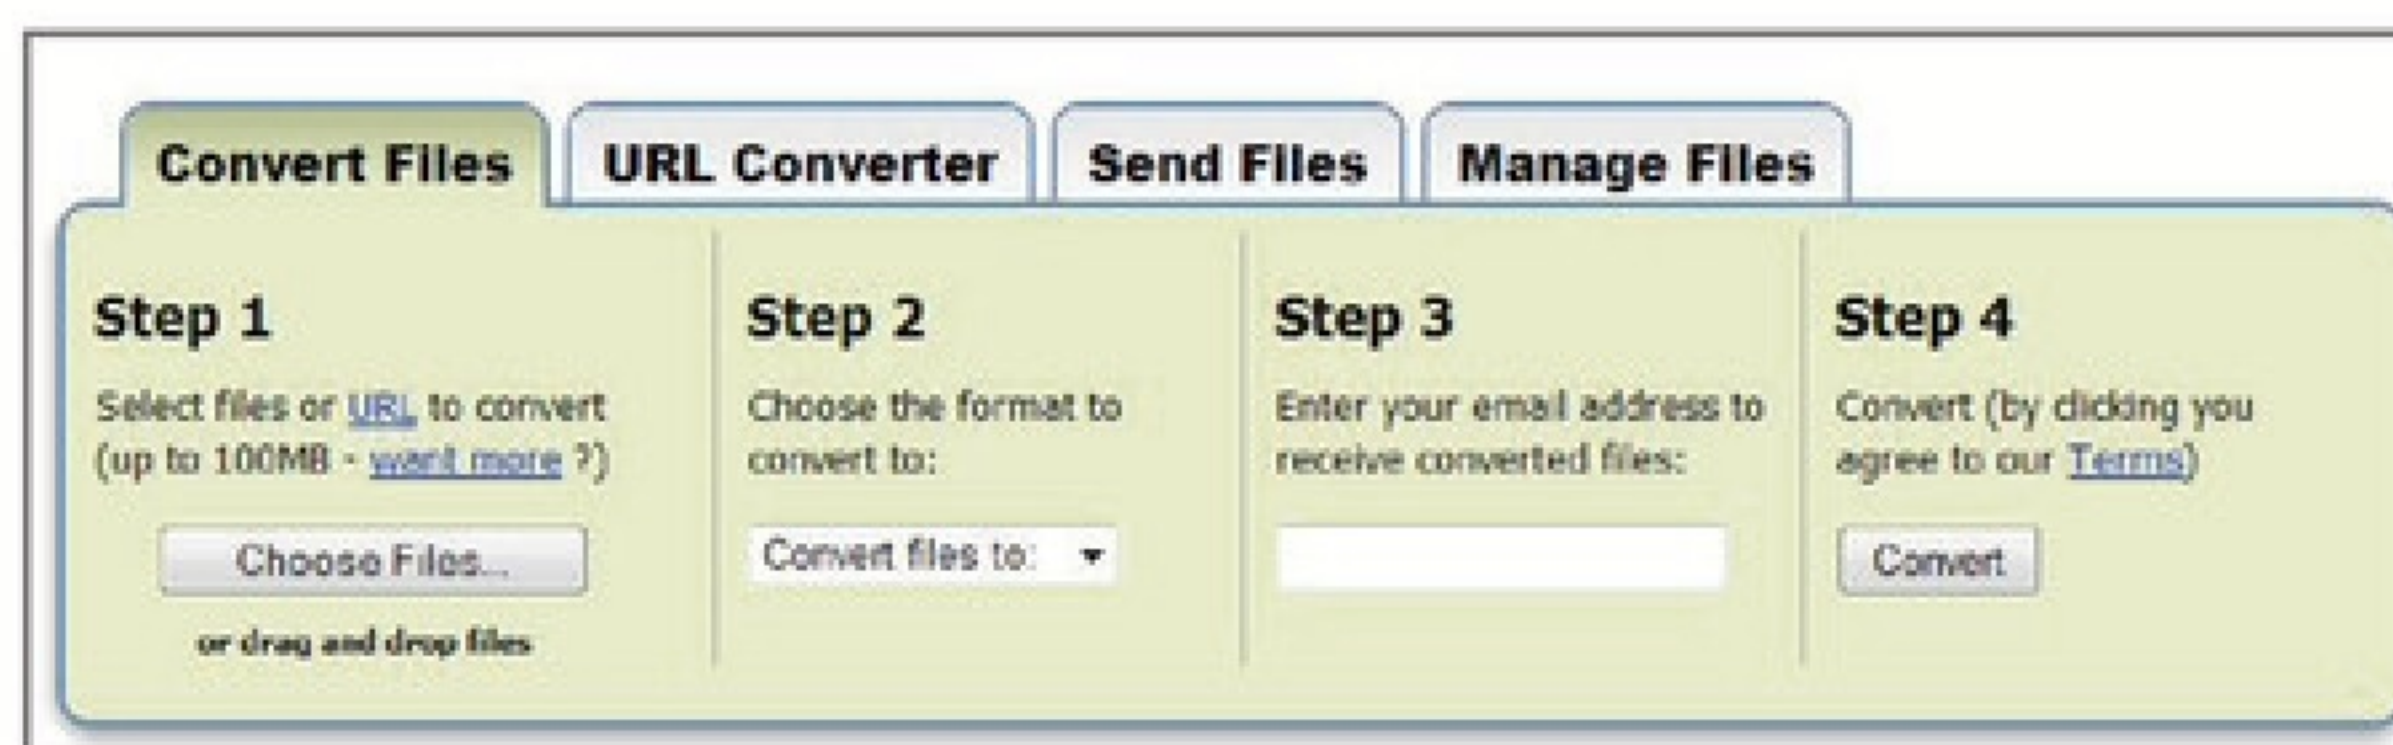 Convert Files
URL Converter
Send Files
Manage Files
Step 1
Select files or URL to convert
(up to 100MB - want more ?)
Choose Files...
or drag and drop files
Step 2
Choose the format to
convert to:
Convert files to:
Step 3
Enter your email address to
receive converted files:
Step 4
Convert (by clicking you
agree to our Terms)
Convert